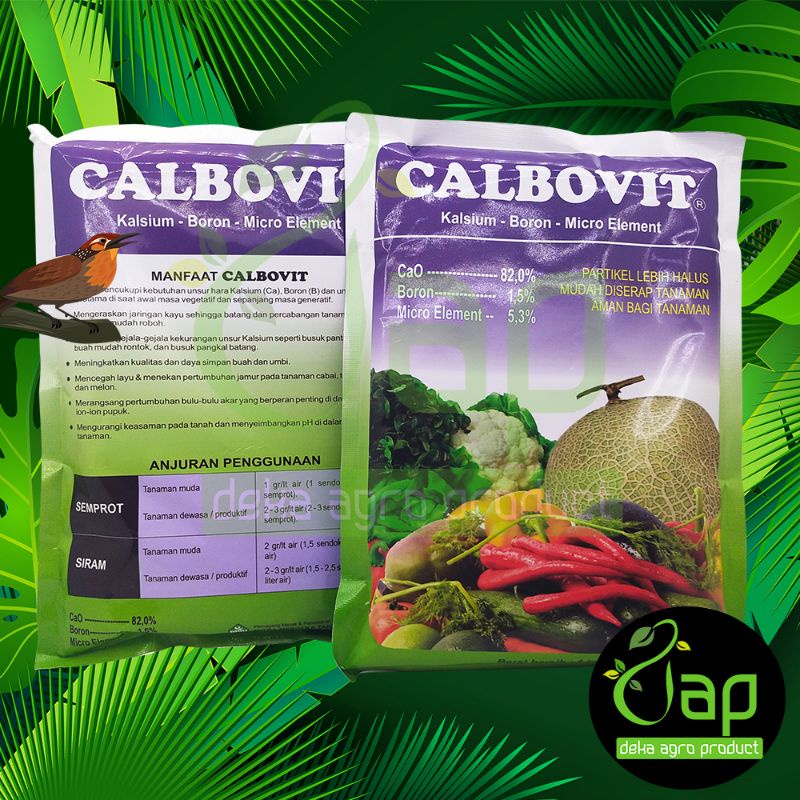 CALBOVIT
Kalsium - Boron - Micro Element
MANFAAT CALBOVIT
mencukupi kebutuhan unsur hara Kalsium (Ca), Boron (B) dan
di saat awal masa vegetatif dan sepanjang masa generatif.
Mengeraskan jaringan kayu sehingga batang dan percabangan
mudah roboh.
gejala-gejala kekurangan unsur Kalsium seperti busuk
buah mudah rontok, dan busuk pangkal batang.
• Meningkatkan kualitas dan daya simpan buah dan umbi.
• Mencegah layu & menekan pertumbuhan jamur pada tanaman cabai,
dan melon.
• Merangsang pertumbuhan bulu-bulu akar yang berperan penting di
ion-ion pupuk.
• Mengurangi keasaman pada tanah dan menyeimbangkan pH di
tanaman.
ANJURAN PENGGUNAAN
SEMPROT
Tanaman muda
1 gr/lt air (1
semprot).
Tanaman dewasa / produktif
2-3 gr/lt air (2-3
semprot).
SIRAM
Tanaman muda
2 gr/lt air (1,5 sendok
air)
Tanaman dewasa / produktif
2-3 gr/lt air (1,5 - 2,5
liter air)
CaO 82,0%
Boron 1,5%
Micro Element
CALBOVIT®
Kalsium - Boron - Micro Element
CaO ---------------- 82,0%
Boron--------------- 1,5%
Micro Element -- 5,3%
PARTIKEL LEBIH HALUS
MUDAH DISERAP TANAMAN
AMAN BAGI TANAMAN
deka agro product
dap
deka agro product